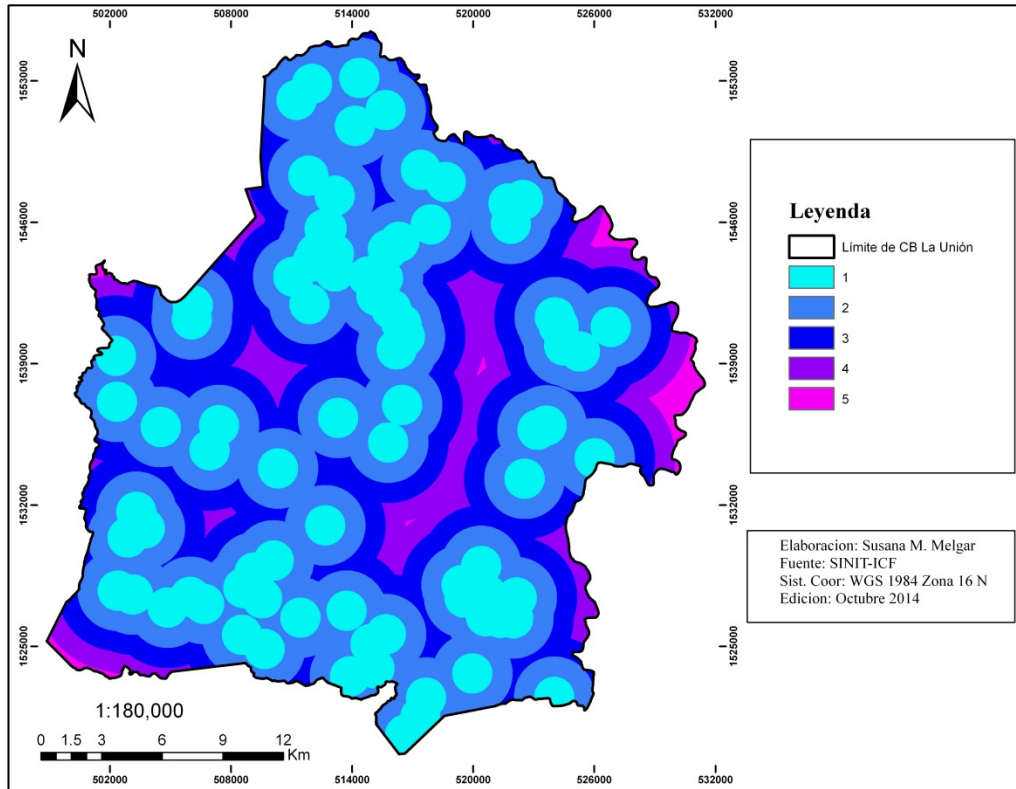 502000 508000 514000 520000 526000 532000
N
1553000 1553000
1546000 1546000
1539000 1539000
1532000 1532000
1525000 1525000
Leyenda
Límite de CB La Unión
1
2
3
4
5
Elaboracion: Susana M. Melgar
Fuente: SINIT-ICF
Sist. Coor: WGS 1984 Zona 16 N
Edicion: Octubre 2014
1:180,000
0 1.5 3 6 9 12
Km
502000 508000 514000 520000 526000 532000